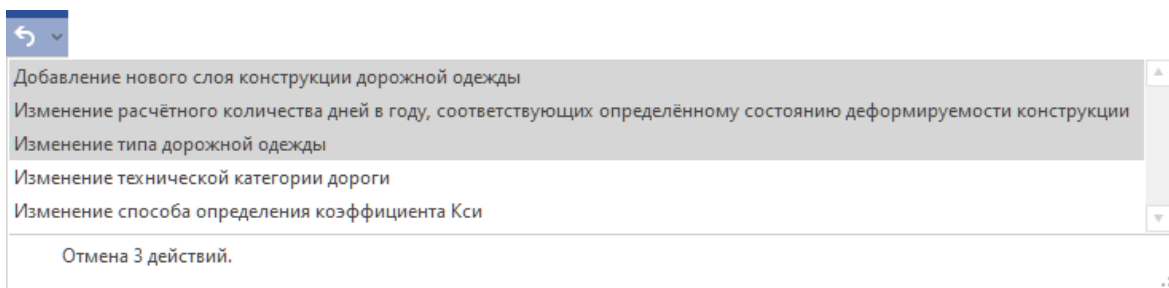 Добавление нового слоя конструкции дорожной одежды
Изменение расчётного количества дней в году, соответствующих определённому состоянию деформируемости конструкции
Изменение типа дорожной одежды
Изменение технической категории дороги
Изменение способа определения коэффициента Кси
Отмена 3 действий.